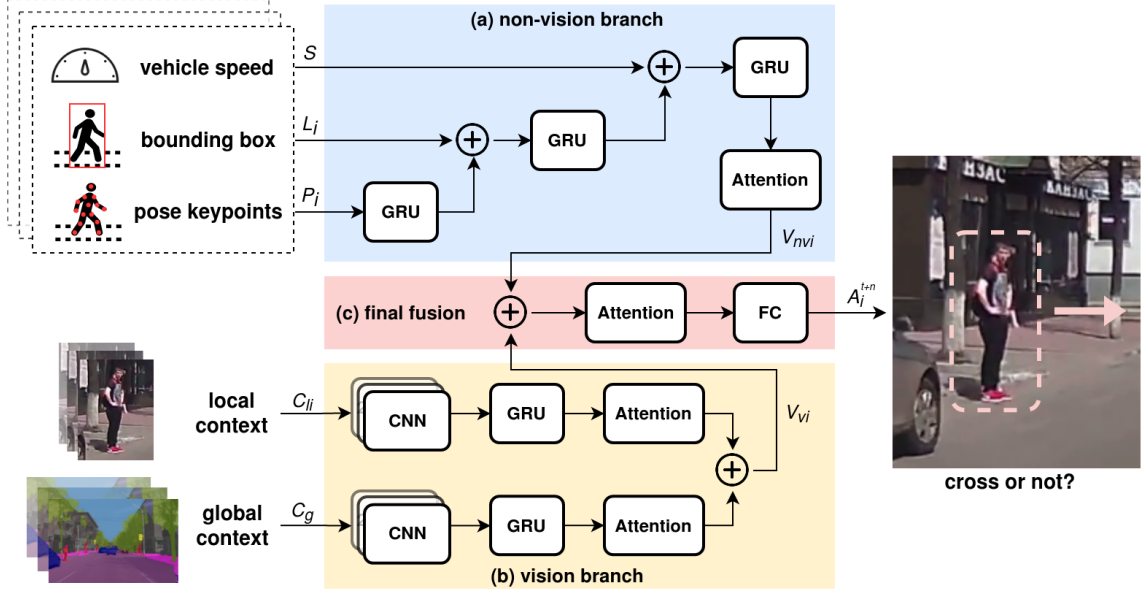 (a) non-vision branch
vehicle speed
S
GRU
bounding box
L_i
GRU
pose keypoints
P_i
GRU
Attention
V_nvi
(c) final fusion
Attention
FC
A_i^{t+n}
local
context
C_li
CNN
GRU
Attention
V_vi
global
context
C_g
CNN
GRU
Attention
(b) vision branch
НЗАС
КАНЗАС
cross or not?